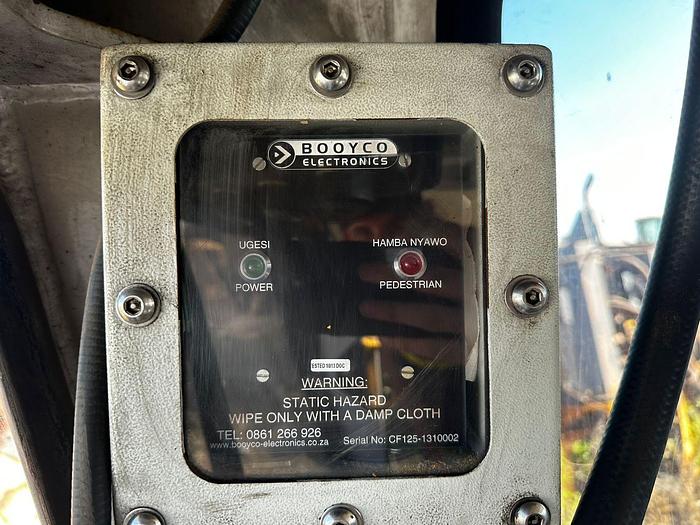 BOOYCO
ELECTRONICS
UGESI
HAMBA NYAWO
POWER
PEDESTRIAN
WARNING:
STATIC HAZARD
WIPE ONLY WITH A DAMP CLOTH
TEL: 0861 266 926
www.booyco-electronics.co.za
Serial No: CF125-1310002